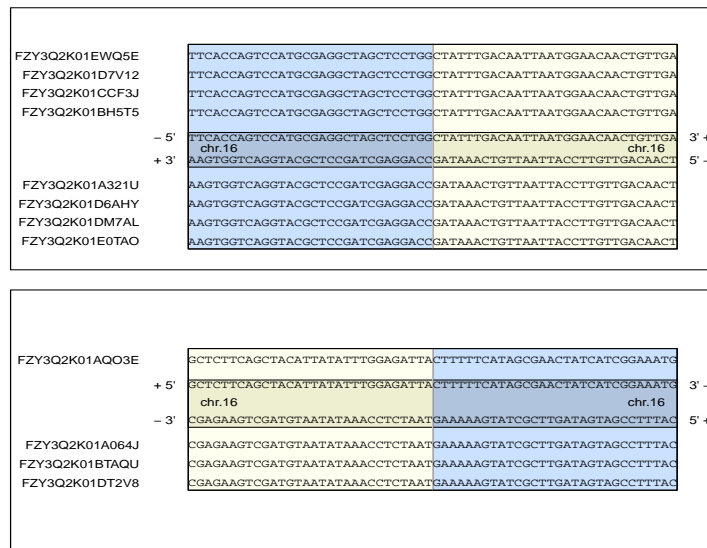 FZY3Q2K01EWQ5E TTCACCAGTCCATGCGAGGCTAGCTCCTGGCTATTTGACAATTAATGGAACAACTGTTGA
FZY3Q2K01D7V12 TTCACCAGTCCATGCGAGGCTAGCTCCTGGCTATTTGACAATTAATGGAACAACTGTTGA
FZY3Q2K01CCF3J TTCACCAGTCCATGCGAGGCTAGCTCCTGGCTATTTGACAATTAATGGAACAACTGTTGA
FZY3Q2K01BH5T5 TTCACCAGTCCATGCGAGGCTAGCTCCTGGCTATTTGACAATTAATGGAACAACTGTTGA
− 5' TTCACCAGTCCATGCGAGGCTAGCTCCTGGCTATTTGACAATTAATGGAACAACTGTTGA 3' +
chr.16 chr.16
+ 3' AAGTGGTCAGGTACGCTCCGATCGAGGACCGATAAACTGTTAATTACCTTGTTGACAACT 5' −
FZY3Q2K01A321U AAGTGGTCAGGTACGCTCCGATCGAGGACCGATAAACTGTTAATTACCTTGTTGACAACT
FZY3Q2K01D6AHY AAGTGGTCAGGTACGCTCCGATCGAGGACCGATAAACTGTTAATTACCTTGTTGACAACT
FZY3Q2K01DM7AL AAGTGGTCAGGTACGCTCCGATCGAGGACCGATAAACTGTTAATTACCTTGTTGACAACT
FZY3Q2K01E0TAO AAGTGGTCAGGTACGCTCCGATCGAGGACCGATAAACTGTTAATTACCTTGTTGACAACT
FZY3Q2K01AQO3E GCTCTTCAGCTACATTATATTTGGAGATTACTTTTTCATAGCGAACTATCATCGGAAATG
+ 5' GCTCTTCAGCTACATTATATTTGGAGATTACTTTTTCATAGCGAACTATCATCGGAAATG 3' −
chr.16 chr.16
− 3' CGAGAAGTCGATGTAATATAAACCTCTAATGAAAAAGTATCGCTTGATAGTAGCCTTTAC 5' +
FZY3Q2K01A064J CGAGAAGTCGATGTAATATAAACCTCTAATGAAAAAGTATCGCTTGATAGTAGCCTTTAC
FZY3Q2K01BTAQU CGAGAAGTCGATGTAATATAAACCTCTAATGAAAAAGTATCGCTTGATAGTAGCCTTTAC
FZY3Q2K01DT2V8 CGAGAAGTCGATGTAATATAAACCTCTAATGAAAAAGTATCGCTTGATAGTAGCCTTTAC